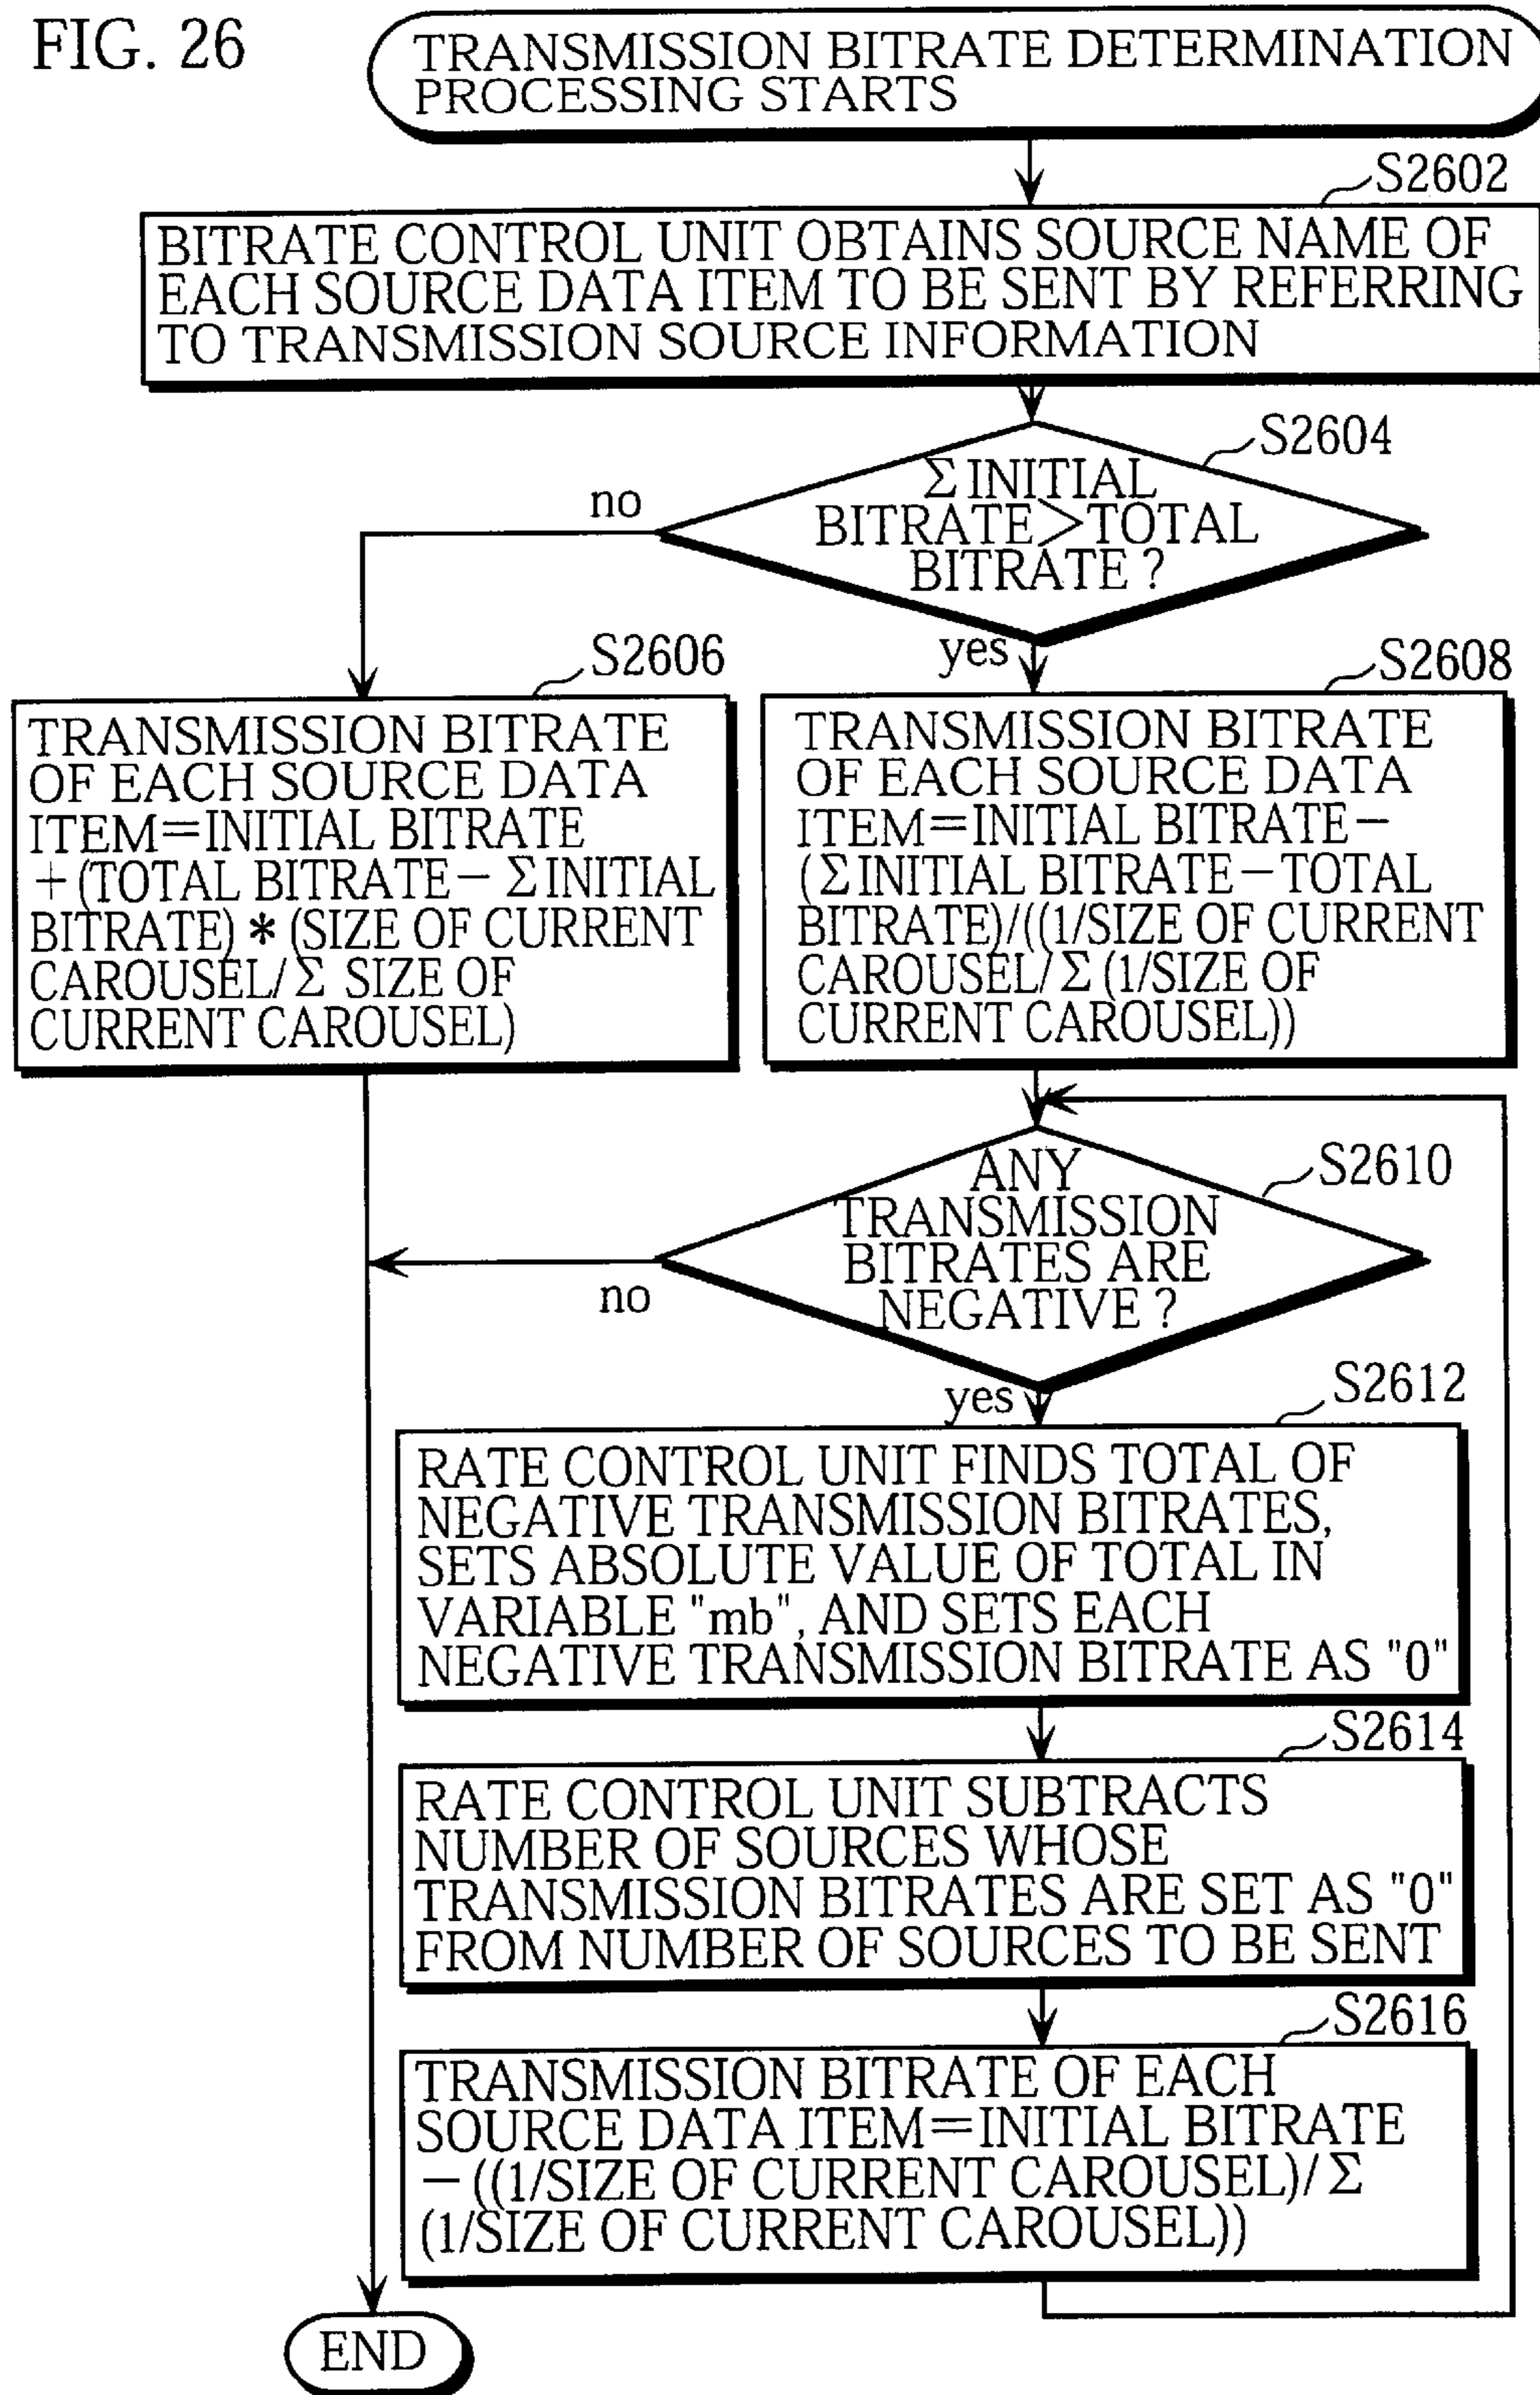 FIG. 26
TRANSMISSION BITRATE DETERMINATION
PROCESSING STARTS
S2602
BITRATE CONTROL UNIT OBTAINS SOURCE NAME OF
EACH SOURCE DATA ITEM TO BE SENT BY REFERRING
TO TRANSMISSION SOURCE INFORMATION
S2604
Σ INITIAL
BITRATE>TOTAL
BITRATE ?
no
yes
S2606
TRANSMISSION BITRATE
OF EACH SOURCE DATA
ITEM=INITIAL BITRATE
+(TOTAL BITRATE− Σ INITIAL
BITRATE) * (SIZE OF CURRENT
CAROUSEL/Σ SIZE OF
CURRENT CAROUSEL)
S2608
TRANSMISSION BITRATE
OF EACH SOURCE DATA
ITEM=INITIAL BITRATE−
(Σ INITIAL BITRATE−TOTAL
BITRATE)/((1/SIZE OF CURRENT
CAROUSEL/Σ (1/SIZE OF
CURRENT CAROUSEL))
S2610
ANY
TRANSMISSION
BITRATES ARE
NEGATIVE ?
no
yes
S2612
RATE CONTROL UNIT FINDS TOTAL OF
NEGATIVE TRANSMISSION BITRATES,
SETS ABSOLUTE VALUE OF TOTAL IN
VARIABLE "mb", AND SETS EACH
NEGATIVE TRANSMISSION BITRATE AS "0"
S2614
RATE CONTROL UNIT SUBTRACTS
NUMBER OF SOURCES WHOSE
TRANSMISSION BITRATES ARE SET AS "0"
FROM NUMBER OF SOURCES TO BE SENT
S2616
TRANSMISSION BITRATE OF EACH
SOURCE DATA ITEM=INITIAL BITRATE
−((1/SIZE OF CURRENT CAROUSEL)/Σ
(1/SIZE OF CURRENT CAROUSEL))
END